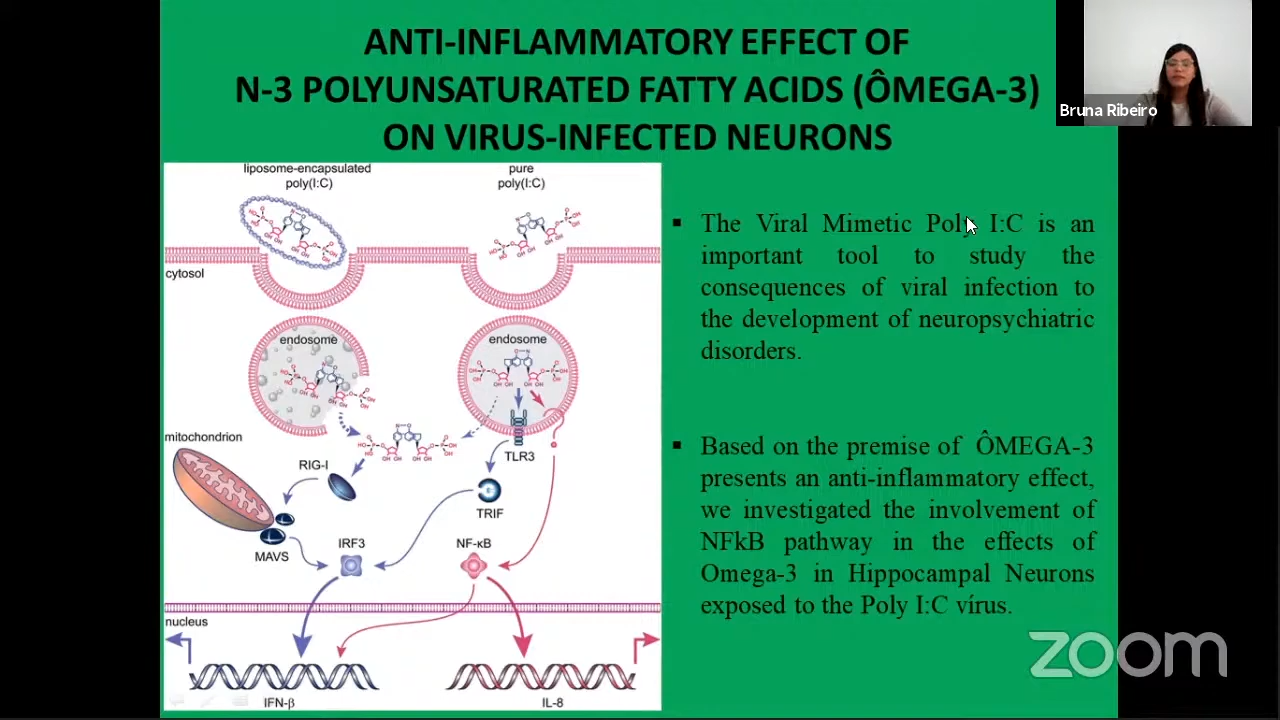 ANTI-INFLAMMATORY EFFECT OF
N-3 POLYUNSATURATED FATTY ACIDS (ÔMEGA-3)
ON VIRUS-INFECTED NEURONS
Bruna Ribeiro
liposome-encapsulated
poly(I:C)
pure
poly(I:C)
cytosol
endosome
endosome
mitochondrion
RIG-I
TLR3
TRIF
MAVS
IRF3
NF-κB
nucleus
IFN-β
IL-8
▪ The Viral Mimetic Poly I:C is an
important tool to study the
consequences of viral infection to
the development of neuropsychiatric
disorders.
▪ Based on the premise of ÔMEGA-3
presents an anti-inflammatory effect,
we investigated the involvement of
NFkB pathway in the effects of
Omega-3 in Hippocampal Neurons
exposed to the Poly I:C vírus.
zoom